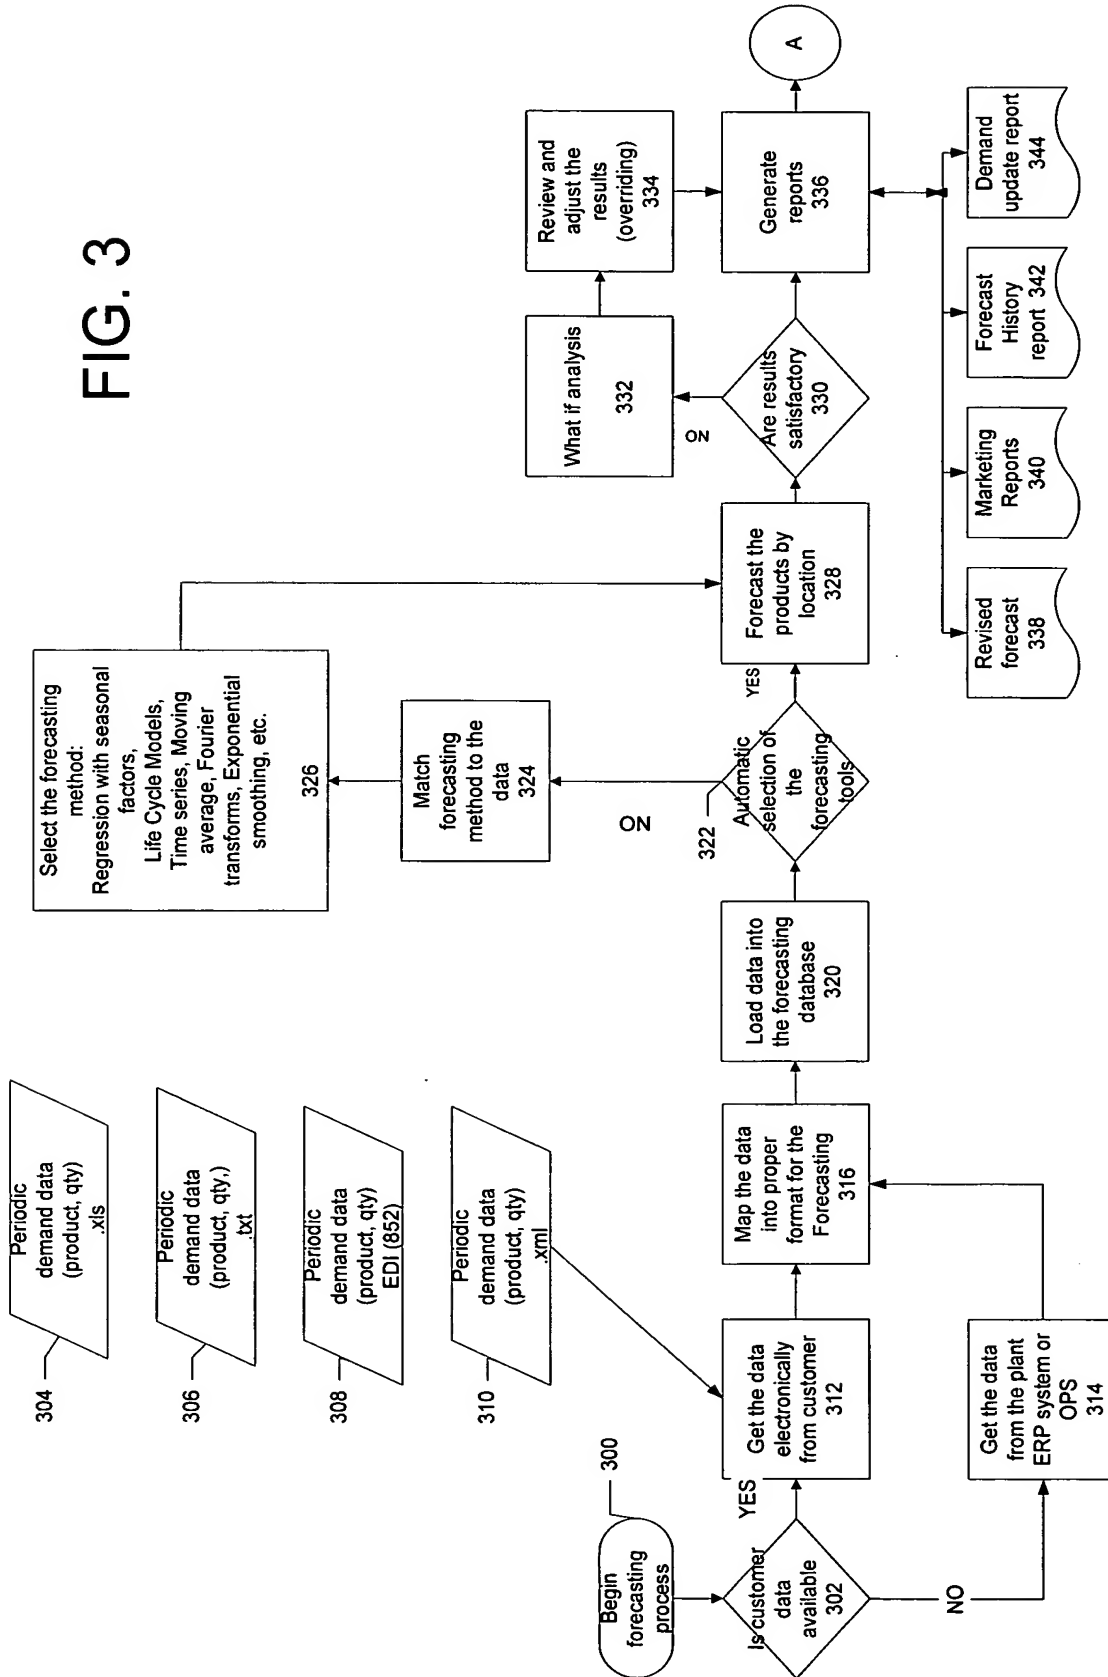 FIG. 3
Periodic
demand data
(product, qty)
.xls
304
Periodic
demand data
(product, qty,)
.txt
306
Periodic
demand data
(product, qty)
EDI (852)
308
Periodic
demand data
(product, qty)
.xml
310
Begin
forecasting
process
300
Is customer
data
available
302
YES
NO
Get the data
electronically
from customer
312
Get the data
from the plant
ERP system or
OPS
314
Map the data
into proper
format for the
Forecasting
316
Load data into
the forecasting
database
320
Automatic
selection of
the
forecasting
tools
322
ON
YES
Match
forecasting
method to the
data
324
Select the forecasting
method:
Regression with seasonal
factors,
Life Cycle Models,
Time series, Moving
average, Fourier
transforms, Exponential
smoothing, etc.
326
Forecast the
products by
location
328
Are results
satisfactory
330
ON
What if analysis
332
Review and
adjust the
results
(overriding)
334
Generate
reports
336
A
Revised
forecast
338
Marketing
Reports
340
Forecast
History
report 342
Demand
update report
344